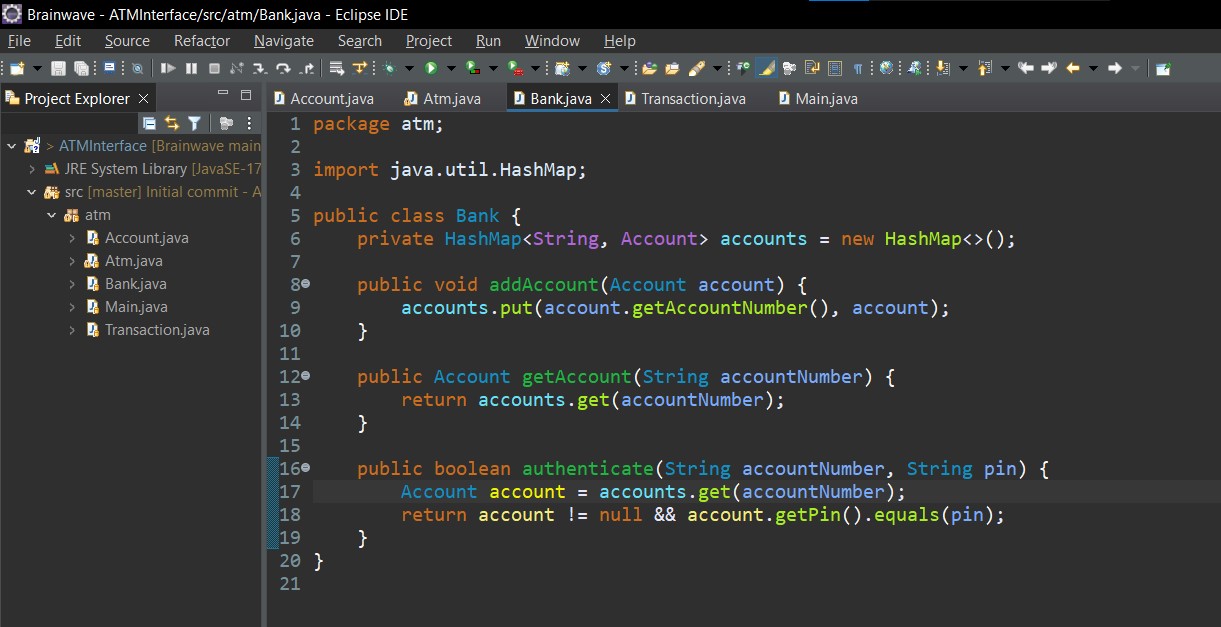 Brainwave - ATMInterface/src/atm/Bank.java - Eclipse IDE
File Edit Source Refactor Navigate Search Project Run Window Help
Project Explorer
Account.java Atm.java Bank.java Transaction.java Main.java
> ATMInterface [Brainwave main
JRE System Library [JavaSE-17
src [master] Initial commit - A
atm
Account.java
Atm.java
Bank.java
Main.java
Transaction.java
1 package atm;
2
3 import java.util.HashMap;
4
5 public class Bank {
6     private HashMap<String, Account> accounts = new HashMap<>();
7
8     public void addAccount(Account account) {
9         accounts.put(account.getAccountNumber(), account);
10     }
11
12     public Account getAccount(String accountNumber) {
13         return accounts.get(accountNumber);
14     }
15
16     public boolean authenticate(String accountNumber, String pin) {
17         Account account = accounts.get(accountNumber);
18         return account != null && account.getPin().equals(pin);
19     }
20 }
21